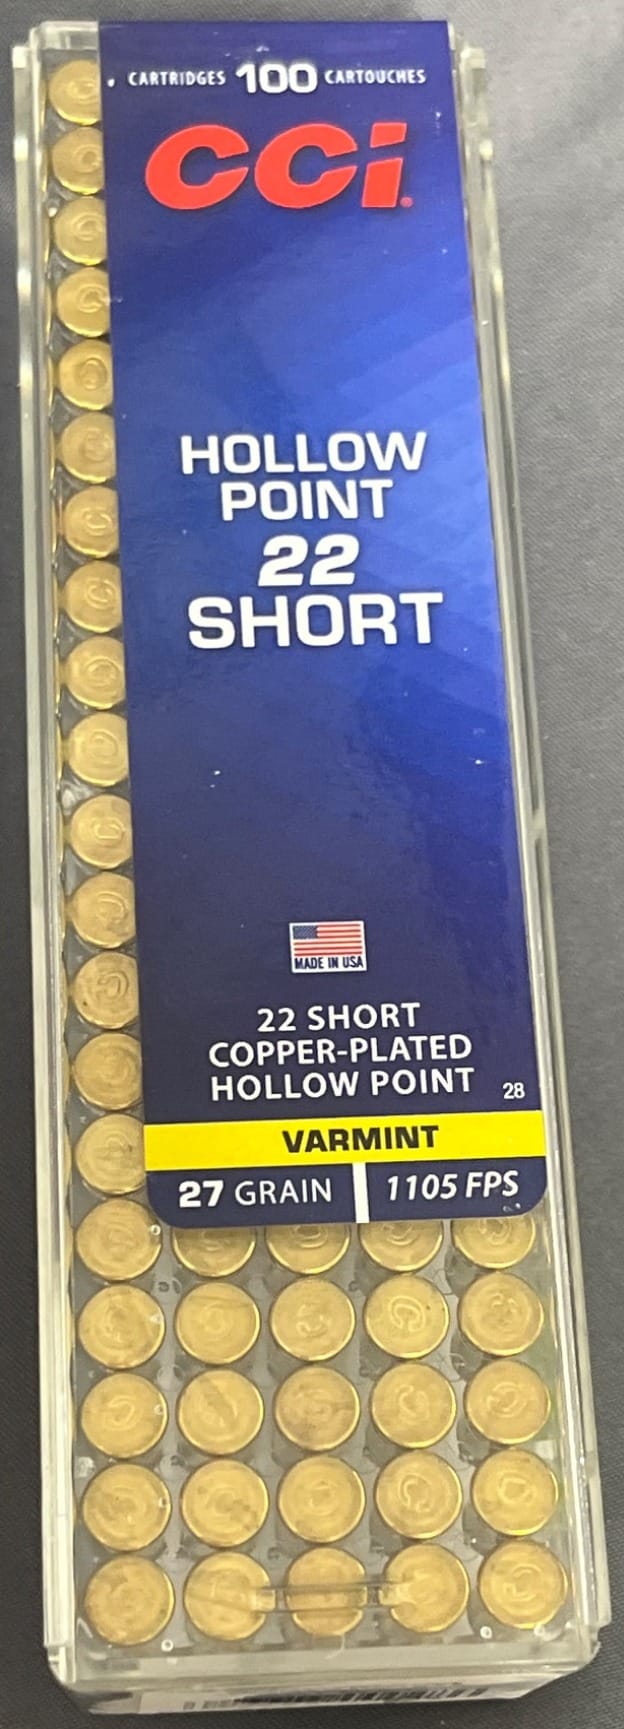 CARTRIDGES 100 CARTOUCHES
CCi®
HOLLOW
POINT
22
SHORT
MADE IN USA
22 SHORT
COPPER-PLATED
HOLLOW POINT 28
VARMINT
27 GRAIN 1105 FPS